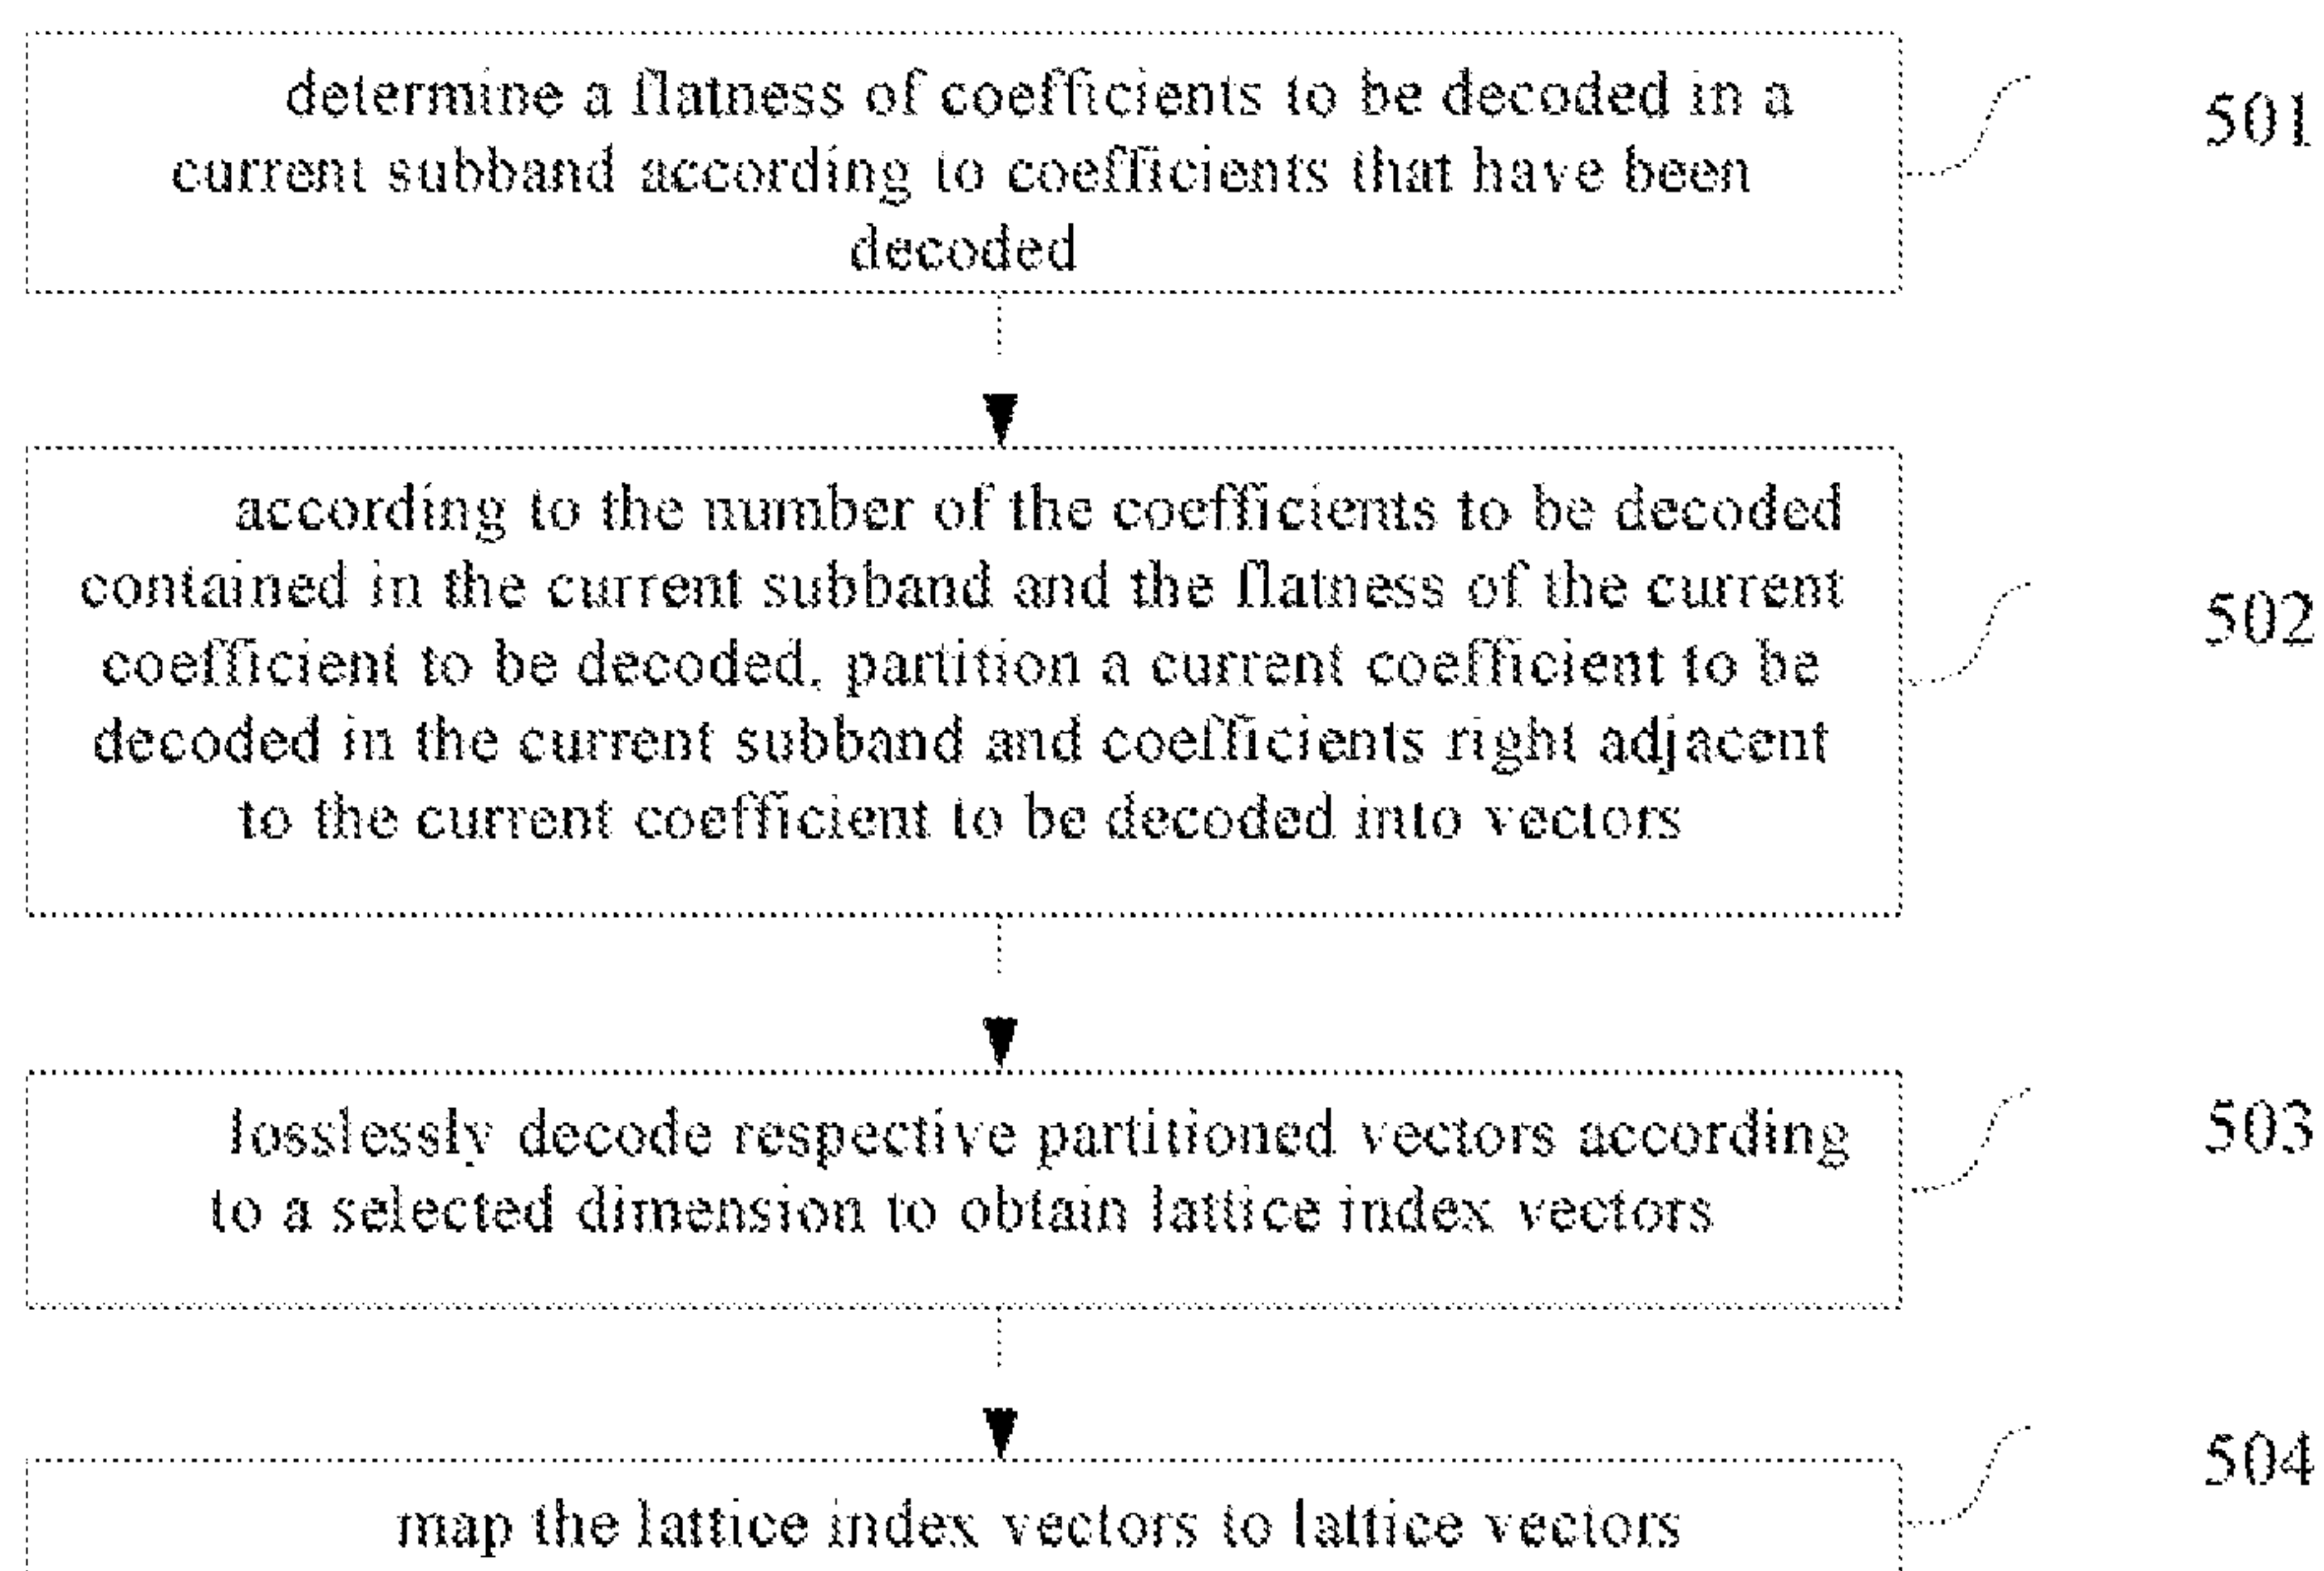 determine a flatness of coefficients to be decoded in a
current subband according to coefficients that have been
decoded
501
according to the number of the coefficients to be decoded
contained in the current subband and the flatness of the current
coefficient to be decoded, partition a current coefficient to be
decoded in the current subband and coefficients right adjacent
to the current coefficient to be decoded into vectors
502
losslessly decode respective partitioned vectors according
to a selected dimension to obtain lattice index vectors
503
map the lattice index vectors to lattice vectors
504